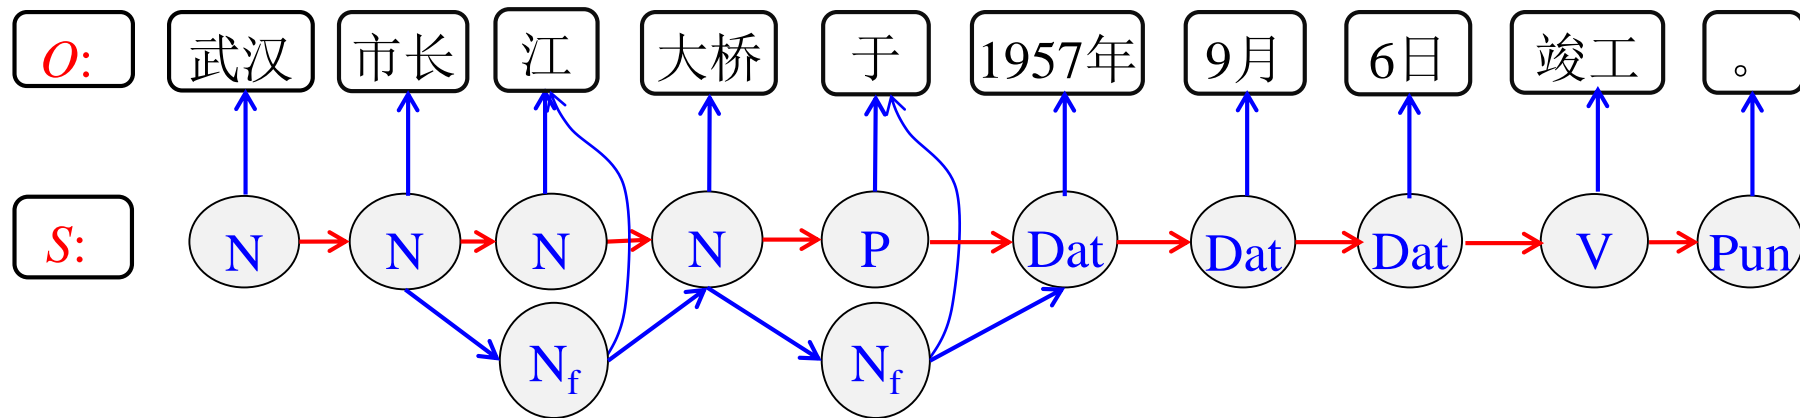 O: 武汉 市长 江 大桥 于 1957年 9月 6日 竣工 。
S: N N N N P Dat Dat Dat V Pun
Nf Nf